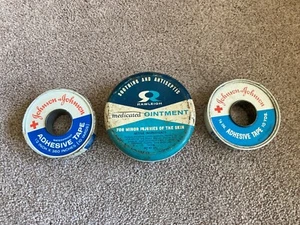 Johnson & Johnson
ADHESIVE TAPE
SOOTHING AND ANTISEPTIC
RAWLEIGH
medicated OINTMENT
FOR MINOR INJURIES OF THE SKIN
Johnson & Johnson
ADHESIVE TAPE